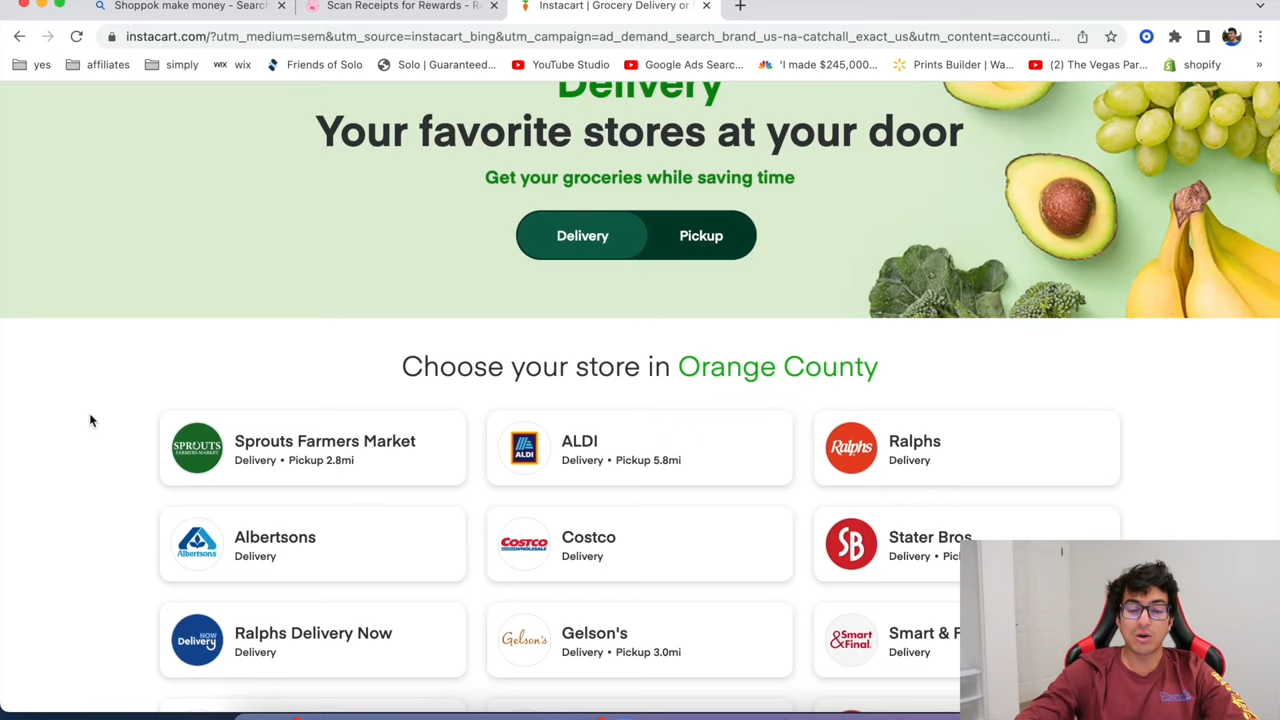 Shoppok make money - Search
Scan Receipts for Rewards - Re
Instacart | Grocery Delivery or
instacart.com/?utm_medium=sem&utm_source=instacart_bing&utm_campaign=ad_demand_search_brand_us-na-catchall_exact_us&utm_content=accounti...
yes
affiliates
simply
WIX wix
Friends of Solo
Solo | Guaranteed...
YouTube Studio
Google Ads Searc...
'I made $245,000...
Prints Builder | Wa...
(2) The Vegas Par...
shopify
»
Delivery
Your favorite stores at your door
Get your groceries while saving time
Delivery
Pickup
Choose your store in Orange County
SPROUTS
FARMERS MARKET
Sprouts Farmers Market
Delivery • Pickup 2.8mi
ALDI
ALDI
Delivery • Pickup 5.8mi
Ralphs
Ralphs
Delivery
Albertsons
Albertsons
Delivery
COSTCO
WHOLESALE
Costco
Delivery
SB
Stater Bros.
Delivery •
Delivery NOW
Ralphs Delivery Now
Delivery
Gelson's
Gelson's
Delivery • Pickup 3.0mi
Smart
&Final.
Smart & F
Delivery